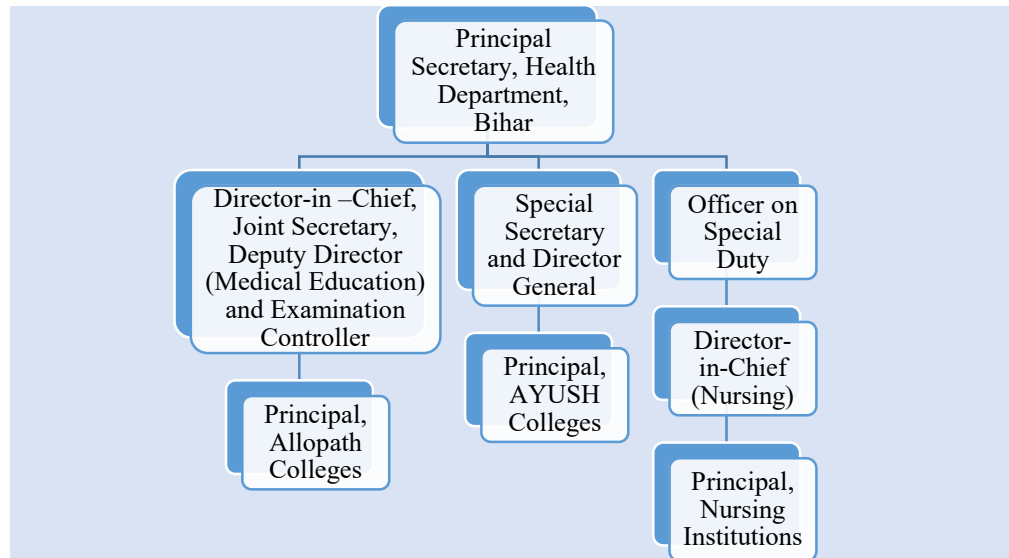 Principal
Secretary, Health
Department,
Bihar
Director-in –Chief,
Joint Secretary,
Deputy Director
(Medical Education)
and Examination
Controller
Principal,
Allopath
Colleges
Special
Secretary
and Director
General
Principal,
AYUSH
Colleges
Officer on
Special
Duty
Director-
in-Chief
(Nursing)
Principal,
Nursing
Institutions